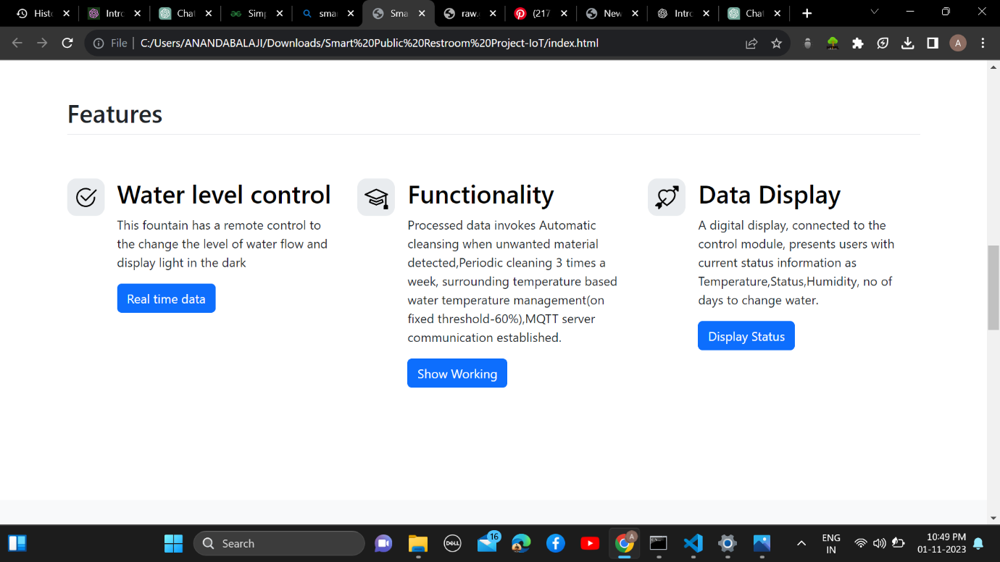 Histo
Intro
Chat
Simp
smar
Sma
raw.
(217
New
Intro
Chat
File
C:/Users/ANANDABALAJI/Downloads/Smart%20Public%20Restroom%20Project-IoT/index.html
A
Features
Water level control
This fountain has a remote control to
the change the level of water flow and
display light in the dark
Real time data
Functionality
Processed data invokes Automatic
cleansing when unwanted material
detected,Periodic cleaning 3 times a
week, surrounding temperature based
water temperature management(on
fixed threshold-60%),MQTT server
communication established.
Show Working
Data Display
A digital display, connected to the
control module, presents users with
current status information as
Temperature,Status,Humidity, no of
days to change water.
Display Status
Search
DELL
16
A
ENG
IN
10:49 PM
01-11-2023